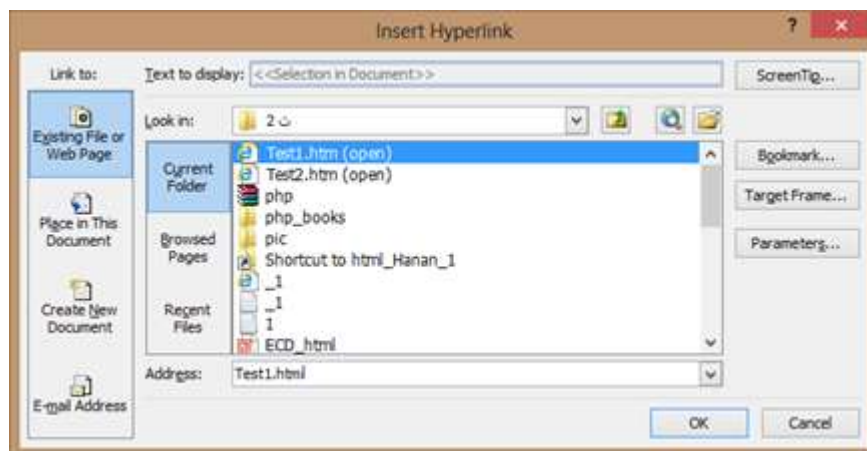 Insert Hyperlink
?
Link to:
Text to display: <<Selection in Document>>
ScreenTip...
Existing File or
Web Page
Look in:
ث 2
Current
Folder
Test1.htm (open)
Test2.htm (open)
php
php_books
pic
Shortcut to html_Hanan_1
_1
_1
1
ECD_html
Bookmark...
Target Frame...
Parameters...
Place in This
Document
Browsed
Pages
Create New
Document
Recent
Files
E-mail Address
Address:
Test1.html
OK
Cancel